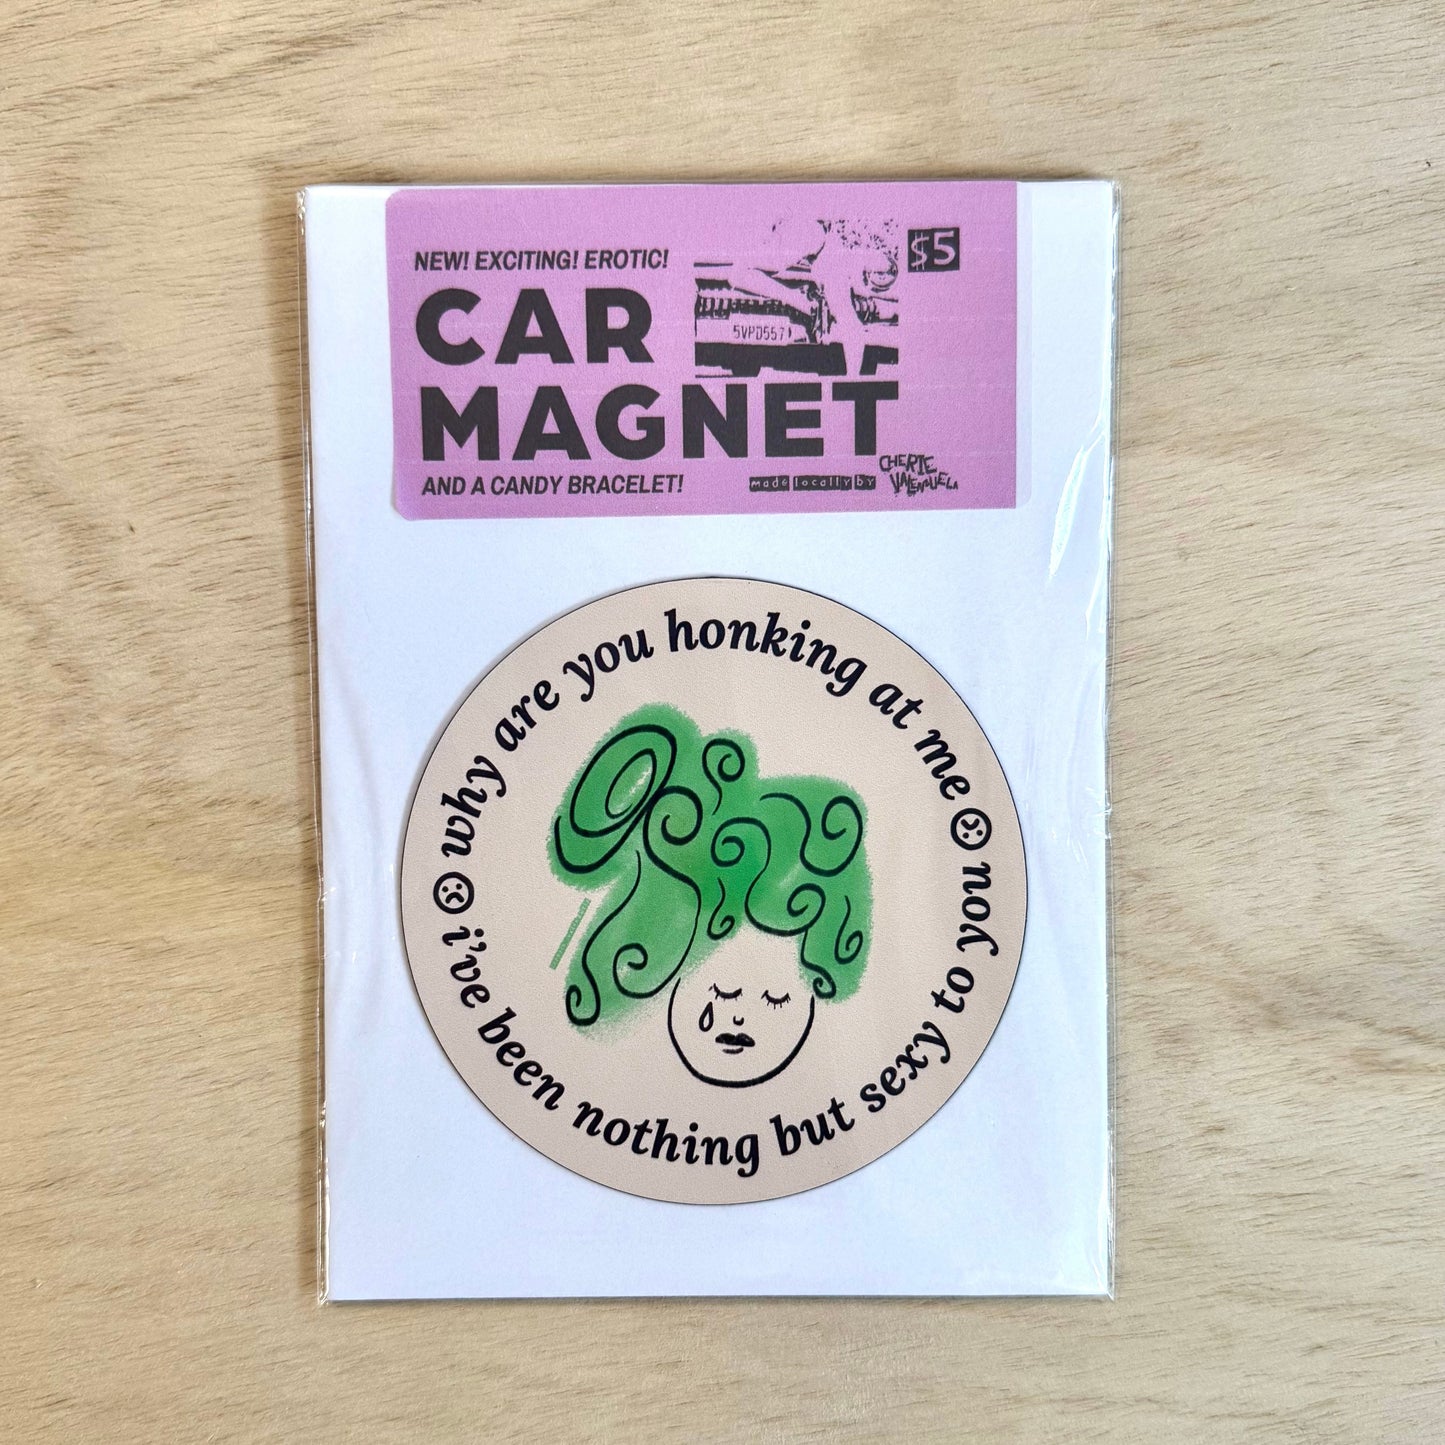 NEW! EXCITING! EROTIC!
$5
CAR
5VPD557
MAGNET
AND A CANDY BRACELET!
made locally by
CHERIE
VALENZUELA
why are you honking at me
i've been nothing but sexy to you